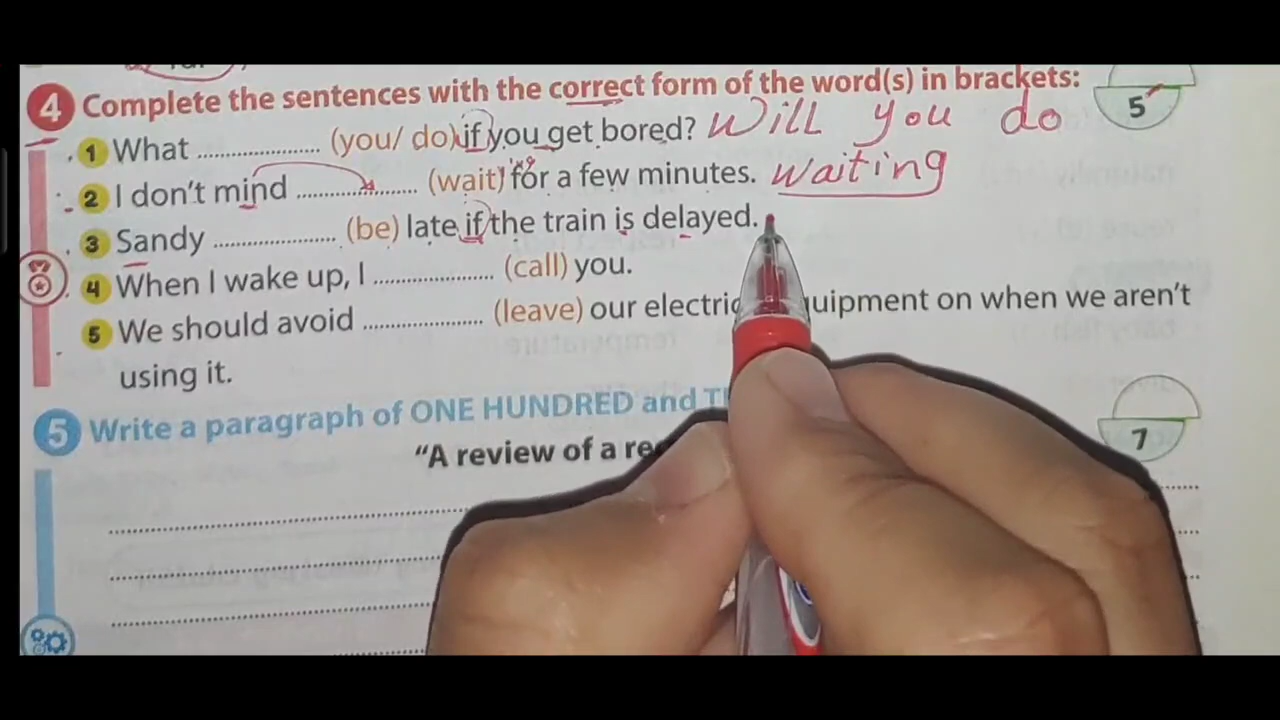 4 Complete the sentences with the correct form of the word(s) in brackets:
5
1 What .................... (you/ do) if you get bored? Will you do
2 I don't mind .................... (wait) for a few minutes. waiting
ing
3 Sandy .................... (be) late if the train is delayed.
4 When I wake up, I .................... (call) you.
5 We should avoid .................... (leave) our electric quipment on when we aren't
using it.
5 Write a paragraph of ONE HUNDRED and
7
"A review of a